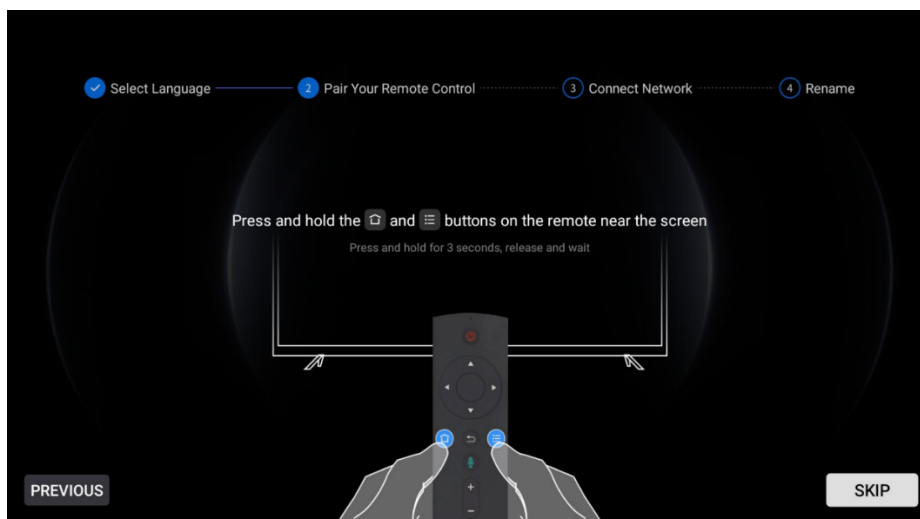 Select Language
2 Pair Your Remote Control
3 Connect Network
4 Rename
Press and hold the and buttons on the remote near the screen
Press and hold for 3 seconds, release and wait
+
-
PREVIOUS
SKIP